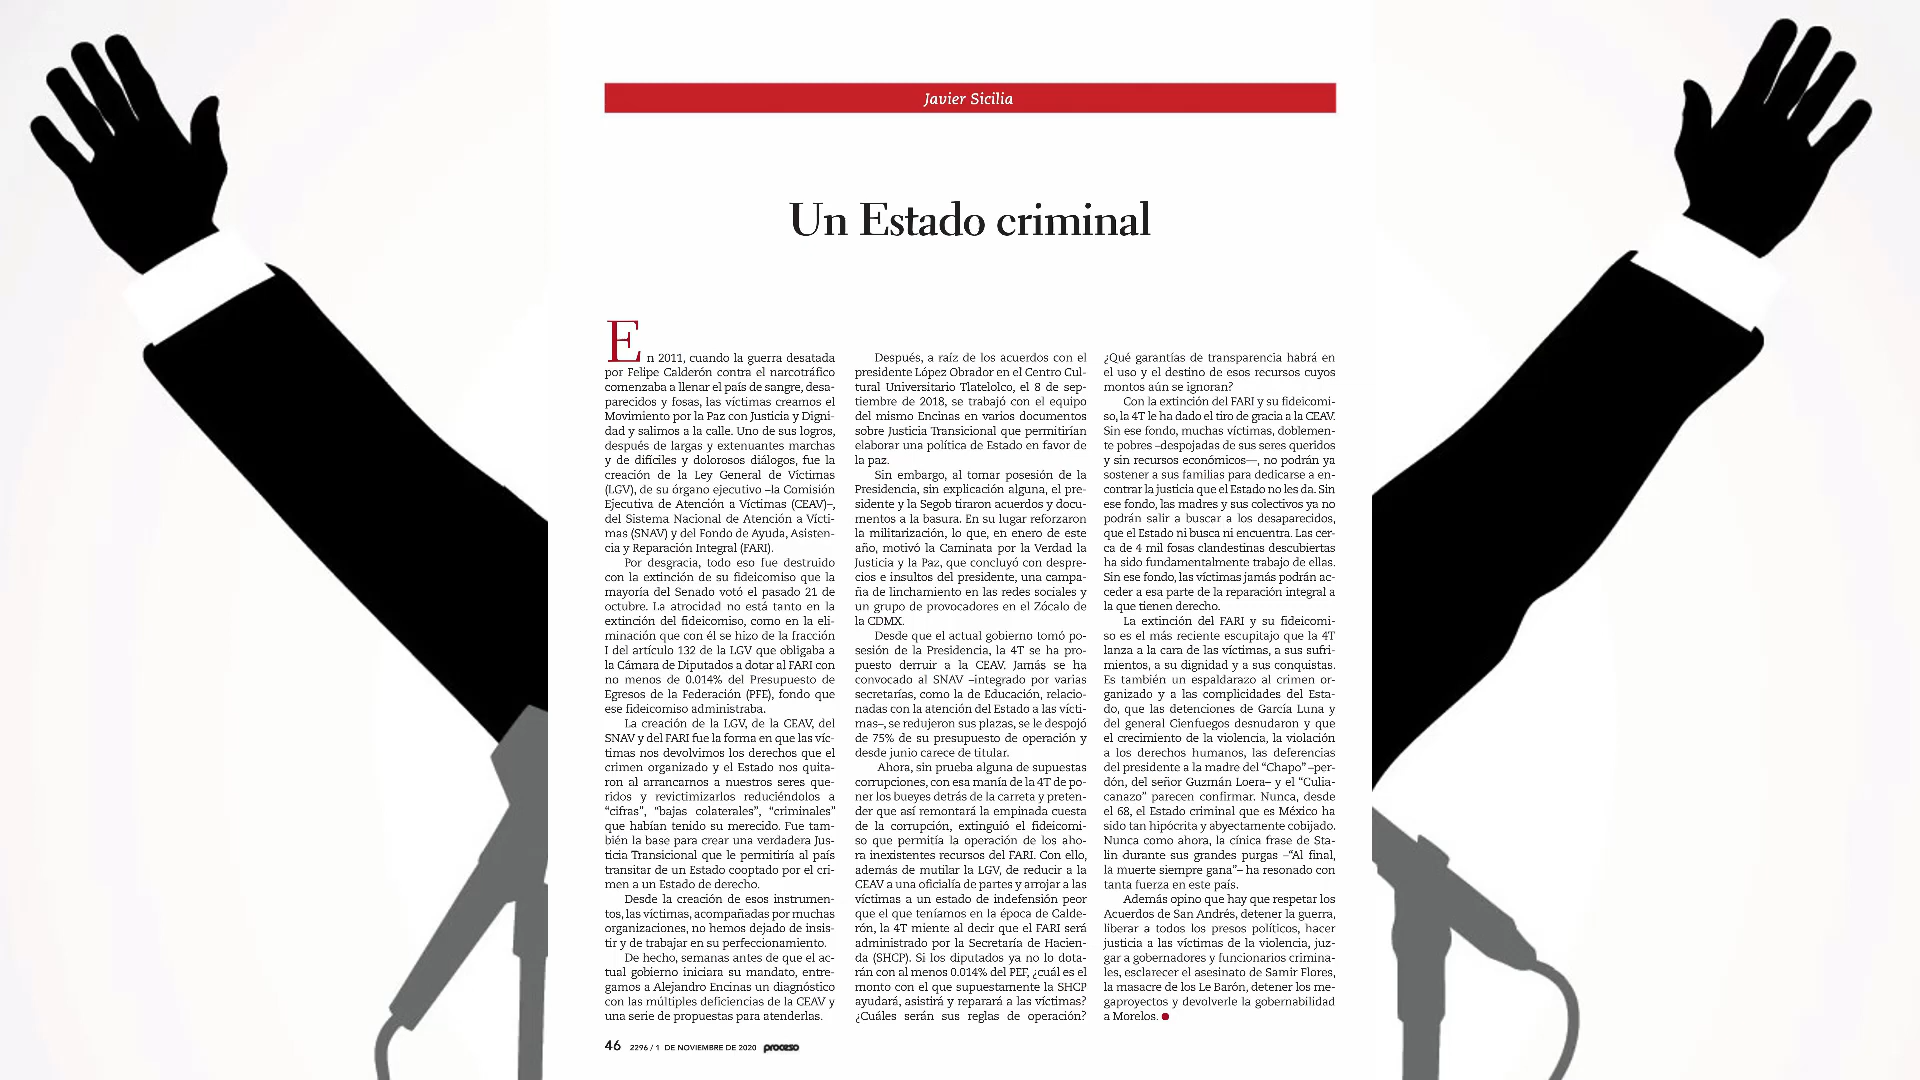 Javier Sicilia
Un Estado criminal
En 2011, cuando la guerra desatada
por Felipe Calderón contra el narcotráfico
comenzaba a llenar el país de sangre, desa-
parecidos y fosas, las víctimas creamos el
Movimiento por la Paz con Justicia y Digni-
dad y salimos a la calle. Uno de sus logros,
después de largas y extenuantes marchas
y de difíciles y dolorosos diálogos, fue la
creación de la Ley General de Víctimas
(LGV), de su órgano ejecutivo –la Comisión
Ejecutiva de Atención a Víctimas (CEAV)–,
del Sistema Nacional de Atención a Vícti-
mas (SNAV) y del Fondo de Ayuda, Asisten-
cia y Reparación Integral (FARI).
Por desgracia, todo eso fue destruido
con la extinción de su fideicomiso que la
mayoría del Senado votó el pasado 21 de
octubre. La atrocidad no está tanto en la
extinción del fideicomiso, como en la eli-
minación que con él se hizo de la fracción
I del artículo 132 de la LGV que obligaba a
la Cámara de Diputados a dotar al FARI con
no menos de 0.014% del Presupuesto de
Egresos de la Federación (PFE), fondo que
ese fideicomiso administraba.
La creación de la LGV, de la CEAV, del
SNAV y del FARI fue la forma en que las víc-
timas nos devolvimos los derechos que el
crimen organizado y el Estado nos quita-
ron al arrancarnos a nuestros seres que-
ridos y revictimizarlos reduciéndolos a
“cifras”, “bajas colaterales”, “criminales”
que habían tenido su merecido. Fue tam-
bién la base para crear una verdadera Jus-
ticia Transicional que le permitiría al país
transitar de un Estado cooptado por el cri-
men a un Estado de derecho.
Desde la creación de esos instrumen-
tos, las víctimas, acompañadas por muchas
organizaciones, no hemos dejado de insis-
tir y de trabajar en su perfeccionamiento.
De hecho, semanas antes de que el ac-
tual gobierno iniciara su mandato, entre-
gamos a Alejandro Encinas un diagnóstico
con las múltiples deficiencias de la CEAV y
una serie de propuestas para atenderlas.
Después, a raíz de los acuerdos con el
presidente López Obrador en el Centro Cul-
tural Universitario Tlatelolco, el 8 de sep-
tiembre de 2018, se trabajó con el equipo
del mismo Encinas en varios documentos
sobre Justicia Transicional que permitirían
elaborar una política de Estado en favor de
la paz.
Sin embargo, al tomar posesión de la
Presidencia, sin explicación alguna, el pre-
sidente y la Segob tiraron acuerdos y docu-
mentos a la basura. En su lugar reforzaron
la militarización, lo que, en enero de este
año, motivó la Caminata por la Verdad la
Justicia y la Paz, que concluyó con despre-
cios e insultos del presidente, una campa-
ña de linchamiento en las redes sociales y
un grupo de provocadores en el Zócalo de
la CDMX.
Desde que el actual gobierno tomó po-
sesión de la Presidencia, la 4T se ha pro-
puesto derruir a la CEAV. Jamás se ha
convocado al SNAV –integrado por varias
secretarías, como la de Educación, relacio-
nadas con la atención del Estado a las vícti-
mas–, se redujeron sus plazas, se le despojó
de 75% de su presupuesto de operación y
desde junio carece de titular.
Ahora, sin prueba alguna de supuestas
corrupciones, con esa manía de la 4T de po-
ner los bueyes detrás de la carreta y preten-
der que así remontará la empinada cuesta
de la corrupción, extinguió el fideicomi-
so que permitía la operación de los aho-
ra inexistentes recursos del FARI. Con ello,
además de mutilar la LGV, de reducir a la
CEAV a una oficialía de partes y arrojar a las
víctimas a un estado de indefensión peor
que el que teníamos en la época de Calde-
rón, la 4T miente al decir que el FARI será
administrado por la Secretaría de Hacien-
da (SHCP). Si los diputados ya no lo dota-
rán con al menos 0.014% del PEF, ¿cuál es el
monto con el que supuestamente la SHCP
ayudará, asistirá y reparará a las víctimas?
¿Cuáles serán sus reglas de operación?
¿Qué garantías de transparencia habrá en
el uso y el destino de esos recursos cuyos
montos aún se ignoran?
Con la extinción del FARI y su fideicomi-
so, la 4T le ha dado el tiro de gracia a la CEAV.
Sin ese fondo, muchas víctimas, doblemen-
te pobres –despojadas de sus seres queridos
y sin recursos económicos—, no podrán ya
sostener a sus familias para dedicarse a en-
contrar la justicia que el Estado no les da. Sin
ese fondo, las madres y sus colectivos ya no
podrán salir a buscar a los desaparecidos,
que el Estado ni busca ni encuentra. Las cer-
ca de 4 mil fosas clandestinas descubiertas
ha sido fundamentalmente trabajo de ellas.
Sin ese fondo, las víctimas jamás podrán ac-
ceder a esa parte de la reparación integral a
la que tienen derecho.
La extinción del FARI y su fideicomi-
so es el más reciente escupitajo que la 4T
lanza a la cara de las víctimas, a sus sufri-
mientos, a su dignidad y a sus conquistas.
Es también un espaldarazo al crimen or-
ganizado y a las complicidades del Esta-
do, que las detenciones de García Luna y
del general Cienfuegos desnudaron y que
el crecimiento de la violencia, la violación
a los derechos humanos, las deferencias
del presidente a la madre del “Chapo” –per-
dón, del señor Guzmán Loera– y el “Culia-
canazo” parecen confirmar. Nunca, desde
el 68, el Estado criminal que es México ha
sido tan hipócrita y abyectamente cobijado.
Nunca como ahora, la cínica frase de Sta-
lin durante sus grandes purgas –“Al final,
la muerte siempre gana”– ha resonado con
tanta fuerza en este país.
Además opino que hay que respetar los
Acuerdos de San Andrés, detener la guerra,
liberar a todos los presos políticos, hacer
justicia a las víctimas de la violencia, juz-
gar a gobernadores y funcionarios crimina-
les, esclarecer el asesinato de Samir Flores,
la masacre de los Le Barón, detener los me-
gaproyectos y devolverle la gobernabilidad
a Morelos.
46 2296 / 1 DE NOVIEMBRE DE 2020 proceso